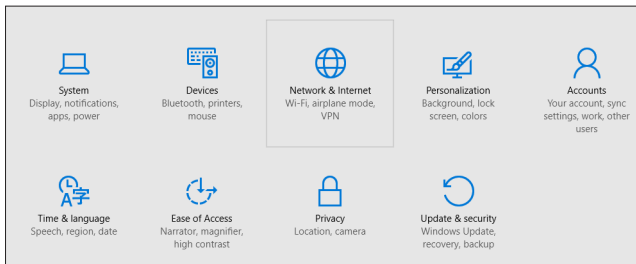 System
Display, notifications,
apps, power
Devices
Bluetooth, printers,
mouse
Network & Internet
Wi-Fi, airplane mode,
VPN
Personalization
Background, lock
screen, colors
Accounts
Your account, sync
settings, work, other
users
A字
Time & language
Speech, region, date
Ease of Access
Narrator, magnifier,
high contrast
Privacy
Location, camera
Update & security
Windows Update,
recovery, backup